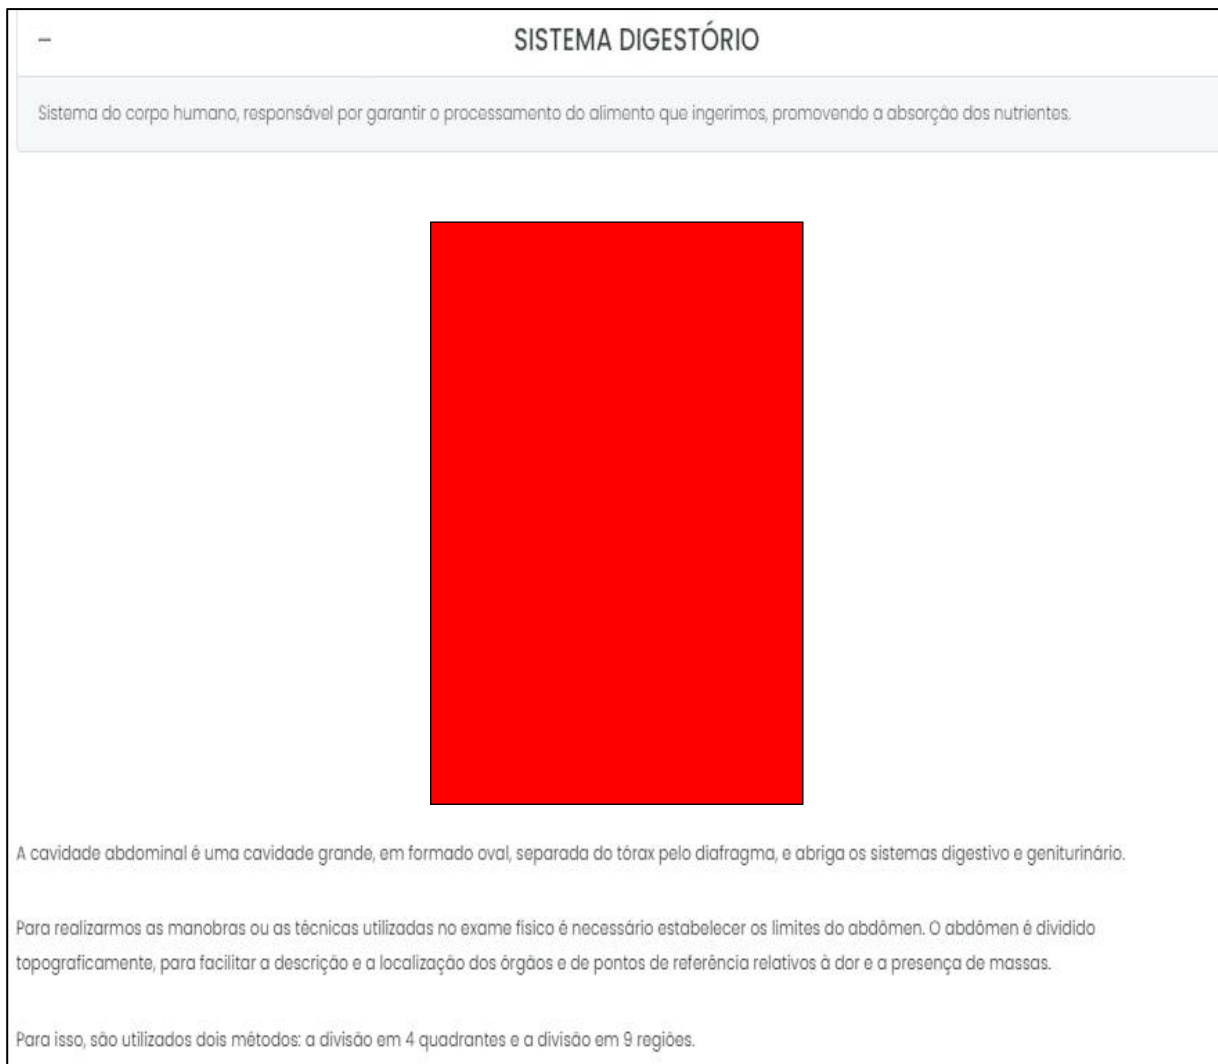 –
SISTEMA DIGESTÓRIO
Sistema do corpo humano, responsável por garantir o processamento do alimento que ingerimos, promovendo a absorção dos nutrientes.
A cavidade abdominal é uma cavidade grande, em formado oval, separada do tórax pelo diafragma, e abriga os sistemas digestivo e geniturinário.
Para realizarmos as manobras ou as técnicas utilizadas no exame físico é necessário estabelecer os limites do abdômen. O abdômen é dividido
topograficamente, para facilitar a descrição e a localização dos órgãos e de pontos de referência relativos à dor e a presença de massas.
Para isso, são utilizados dois métodos: a divisão em 4 quadrantes e a divisão em 9 regiões.